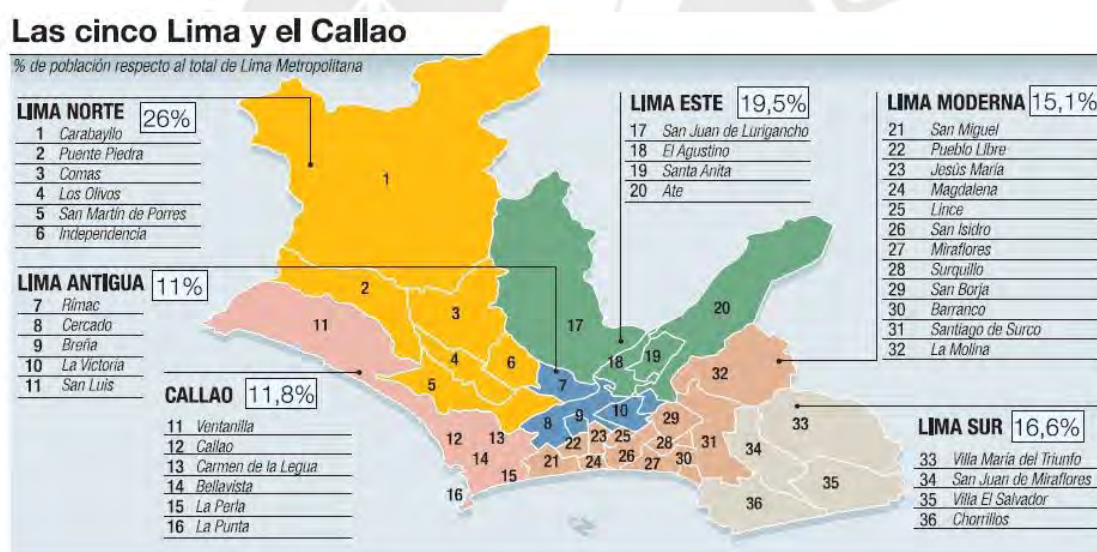 Las cinco Lima y el Callao
% de población respecto al total de Lima Metropolitana
LIMA NORTE 26%
1 Carabayllo
2 Puente Piedra
3 Comas
4 Los Olivos
5 San Martín de Porres
6 Independencia
LIMA ANTIGUA 11%
7 Rímac
8 Cercado
9 Breña
10 La Victoria
11 San Luis
CALLAO 11,8%
11 Ventanilla
12 Callao
13 Carmen de la Legua
14 Bellavista
15 La Perla
16 La Punta
LIMA ESTE 19,5%
17 San Juan de Lurigancho
18 El Agustino
19 Santa Anita
20 Ate
LIMA MODERNA 15,1%
21 San Miguel
22 Pueblo Libre
23 Jesús María
24 Magdalena
25 Lince
26 San Isidro
27 Miraflores
28 Surquillo
29 San Borja
30 Barranco
31 Santiago de Surco
32 La Molina
LIMA SUR 16,6%
33 Villa María del Triunfo
34 San Juan de Miraflores
35 Villa El Salvador
36 Chorrillos
1
2
3
11
17
20
4
6
18
19
5
7
32
12
13
8
9
10
29
33
14
22
23
25
28
31
34
15
21
24
26
27
30
35
16
36